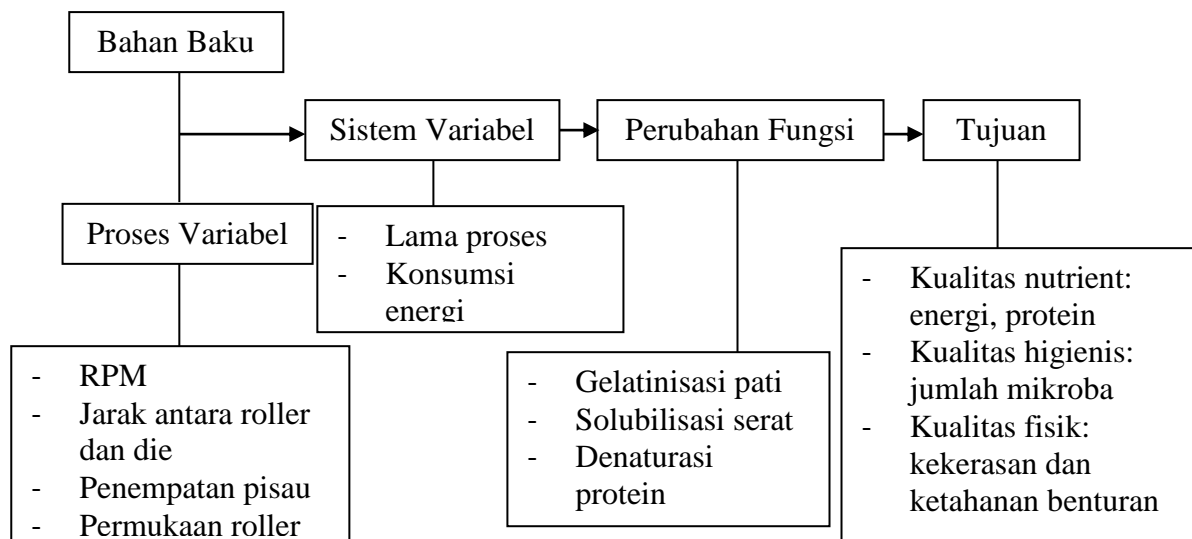 Bahan Baku
Sistem Variabel
Perubahan Fungsi
Tujuan
Proses Variabel
- Lama proses
- Konsumsi
energi
- RPM
- Jarak antara roller
dan die
- Penempatan pisau
- Permukaan roller
- Gelatinisasi pati
- Solubilisasi serat
- Denaturasi
protein
- Kualitas nutrient:
energi, protein
- Kualitas higienis:
jumlah mikroba
- Kualitas fisik:
kekerasan dan
ketahanan benturan